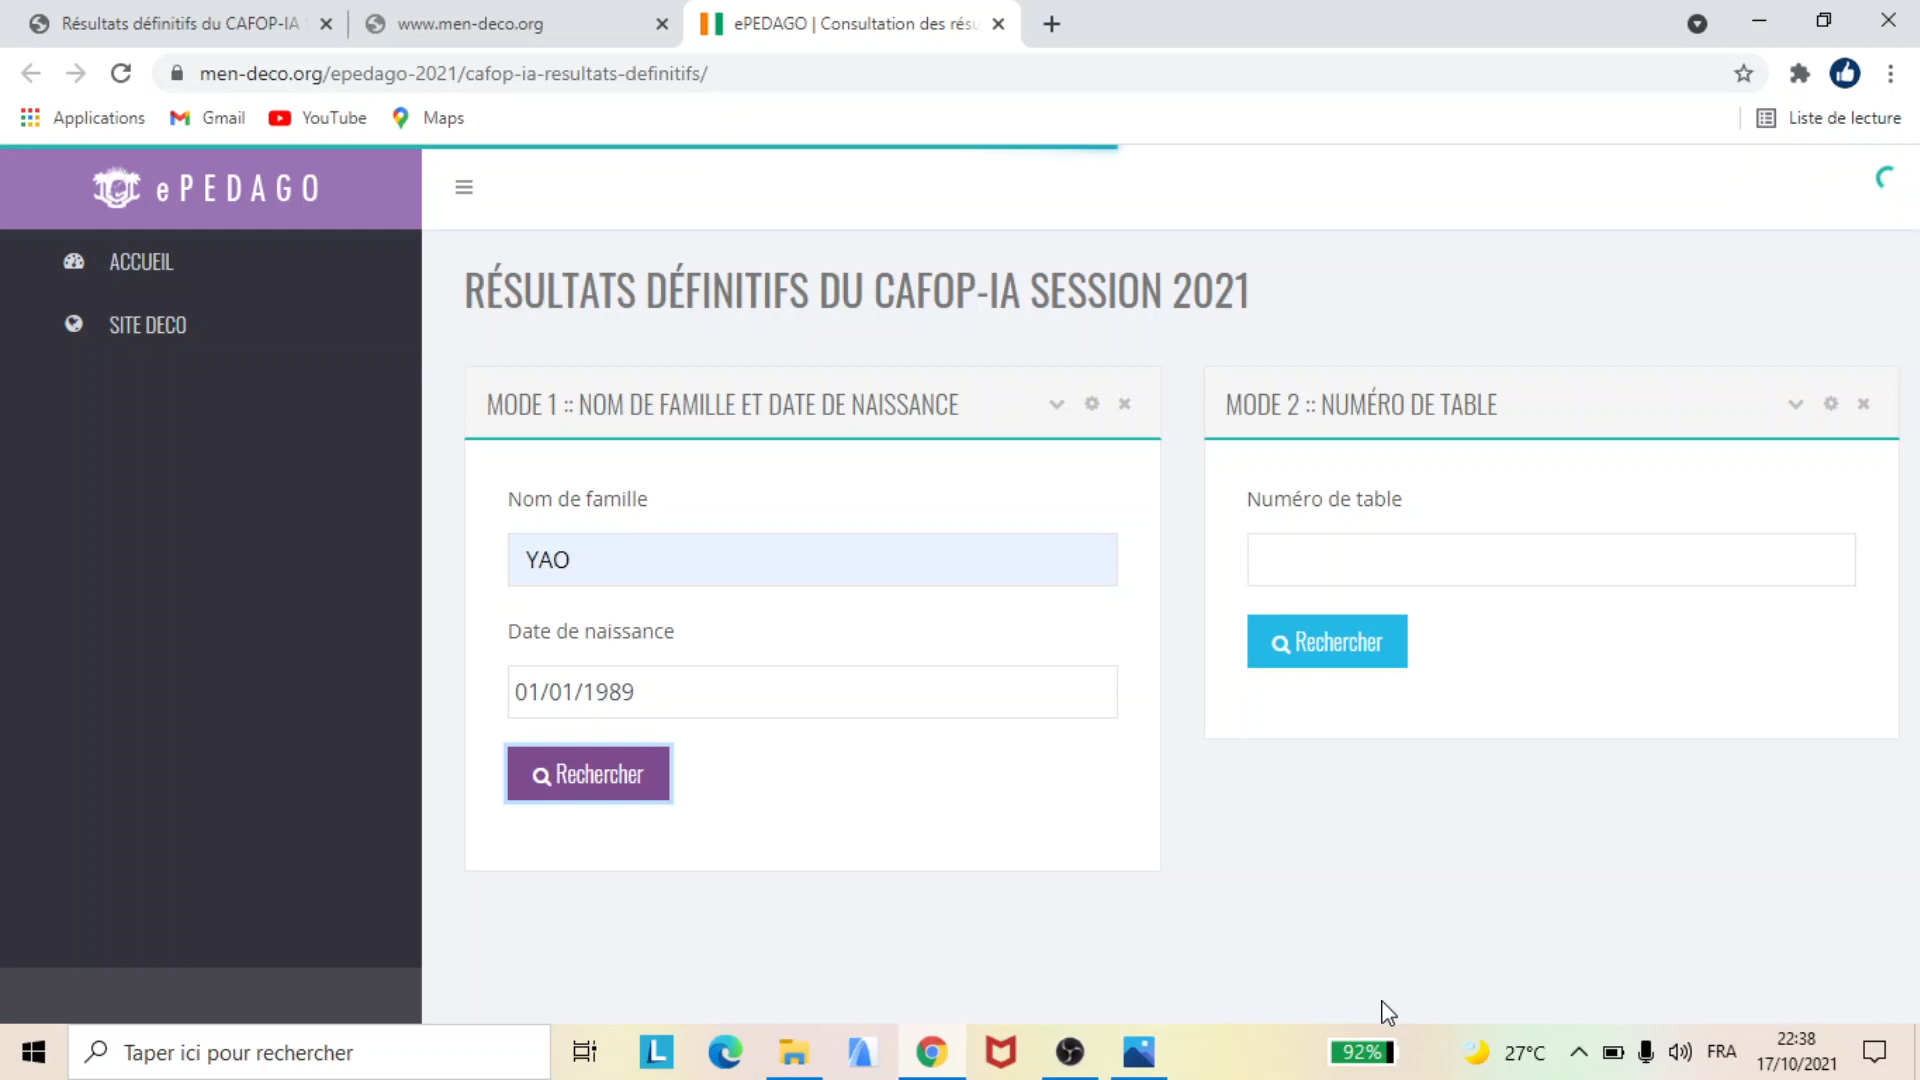 Résultats définitifs du CAFOP-IA
www.men-deco.org
ePEDAGO | Consultation des résu
men-deco.org/epedago-2021/cafop-ia-resultats-definitifs/
Applications
Gmail
YouTube
Maps
Liste de lecture
ePEDAGO
ACCUEIL
SITE DECO
RÉSULTATS DÉFINITIFS DU CAFOP-IA SESSION 2021
MODE 1 :: NOM DE FAMILLE ET DATE DE NAISSANCE
Nom de famille
YAO
Date de naissance
01/01/1989
Rechercher
MODE 2 :: NUMÉRO DE TABLE
Numéro de table
Rechercher
Taper ici pour rechercher
L
92%
27°C
FRA
22:38
17/10/2021